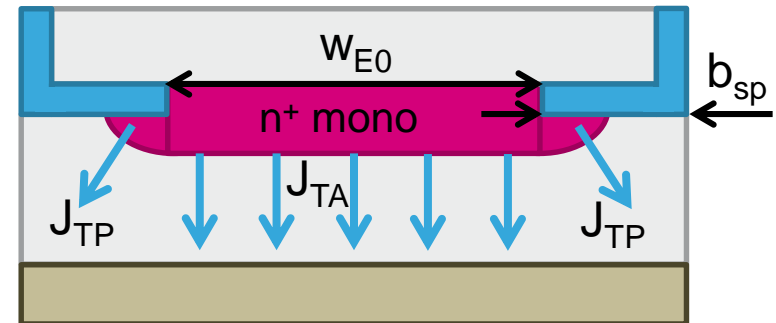 w_E0
b_sp
n⁺ mono
J_TA
J_TP
J_TP